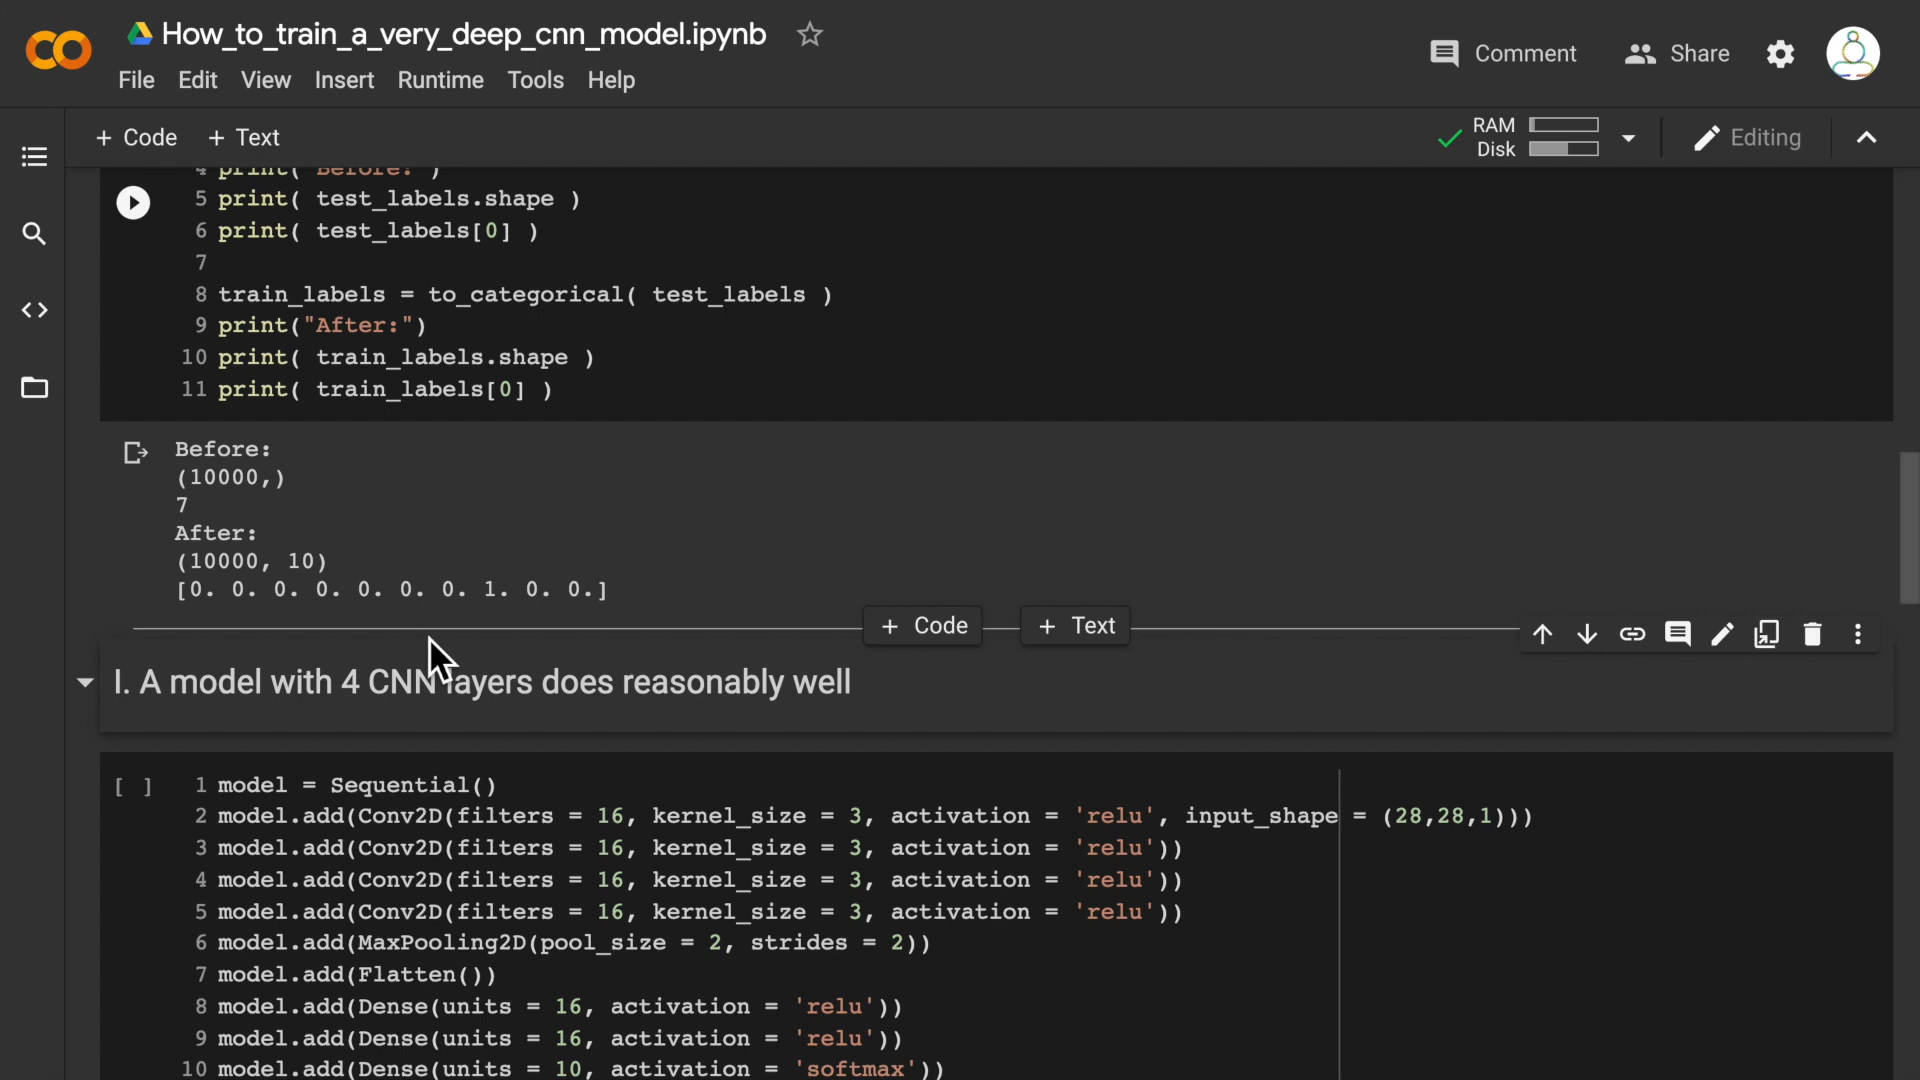 How_to_train_a_very_deep_cnn_model.ipynb
Comment
Share
File Edit View Insert Runtime Tools Help
+ Code + Text
RAM
Disk
Editing
4 print( "Before:" )
5 print( test_labels.shape )
6 print( test_labels[0] )
7
8 train_labels = to_categorical( test_labels )
9 print("After:")
10 print( train_labels.shape )
11 print( train_labels[0] )
Before:
(10000,)
7
After:
(10000, 10)
[0. 0. 0. 0. 0. 0. 0. 1. 0. 0.]
+ Code + Text
I. A model with 4 CNN layers does reasonably well
[ ]
1 model = Sequential()
2 model.add(Conv2D(filters = 16, kernel_size = 3, activation = 'relu', input_shape = (28,28,1)))
3 model.add(Conv2D(filters = 16, kernel_size = 3, activation = 'relu'))
4 model.add(Conv2D(filters = 16, kernel_size = 3, activation = 'relu'))
5 model.add(Conv2D(filters = 16, kernel_size = 3, activation = 'relu'))
6 model.add(MaxPooling2D(pool_size = 2, strides = 2))
7 model.add(Flatten())
8 model.add(Dense(units = 16, activation = 'relu'))
9 model.add(Dense(units = 16, activation = 'relu'))
10 model.add(Dense(units = 10, activation = 'softmax'))